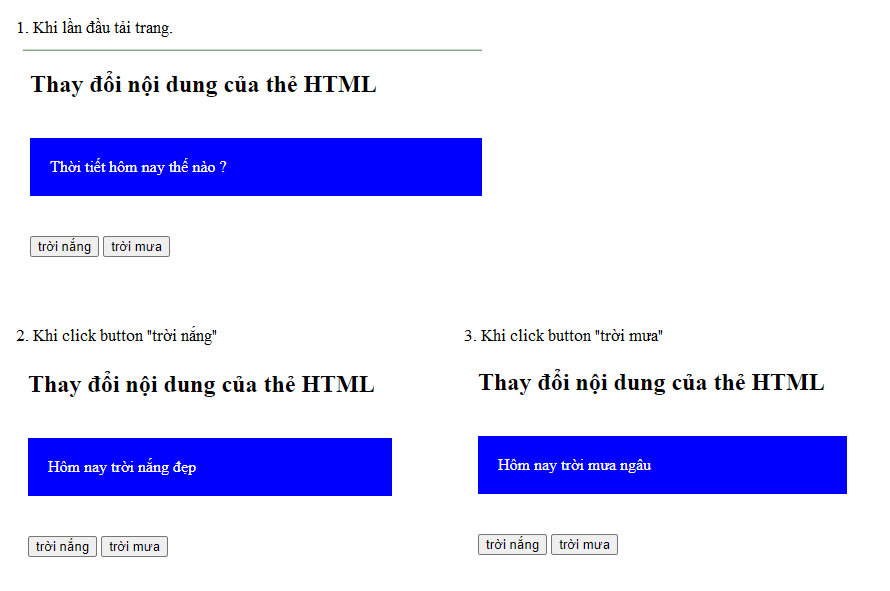 1. Khi lần đầu tải trang.
Thay đổi nội dung của thẻ HTML
Thời tiết hôm nay thế nào ?
trời nắng trời mưa
2. Khi click button "trời nắng"
Thay đổi nội dung của thẻ HTML
Hôm nay trời nắng đẹp
trời nắng trời mưa
3. Khi click button "trời mưa"
Thay đổi nội dung của thẻ HTML
Hôm nay trời mưa ngâu
trời nắng trời mưa